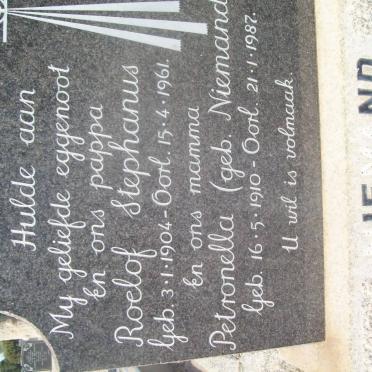 Hulde aan
My geliefde eggenoot
En ons pappa
Roelof Stephanus
Geb. 3.1.1904 - Oorl. 15.4.1961.
En ons mamma
Petronella (geb. Niemand
Geb. 16.5.1910 - Oorl. 21.1.1987.
U wil is volmaak.